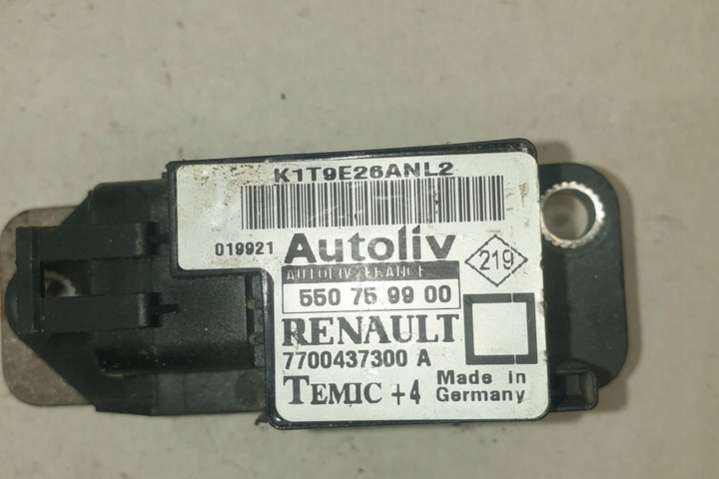 K1T9E26ANL2
019921 Autoliv
219
AUTOLIV FRANCE
550 75 99 00
RENAULT
7700437300 A
TEMIC +4 Made in
Germany